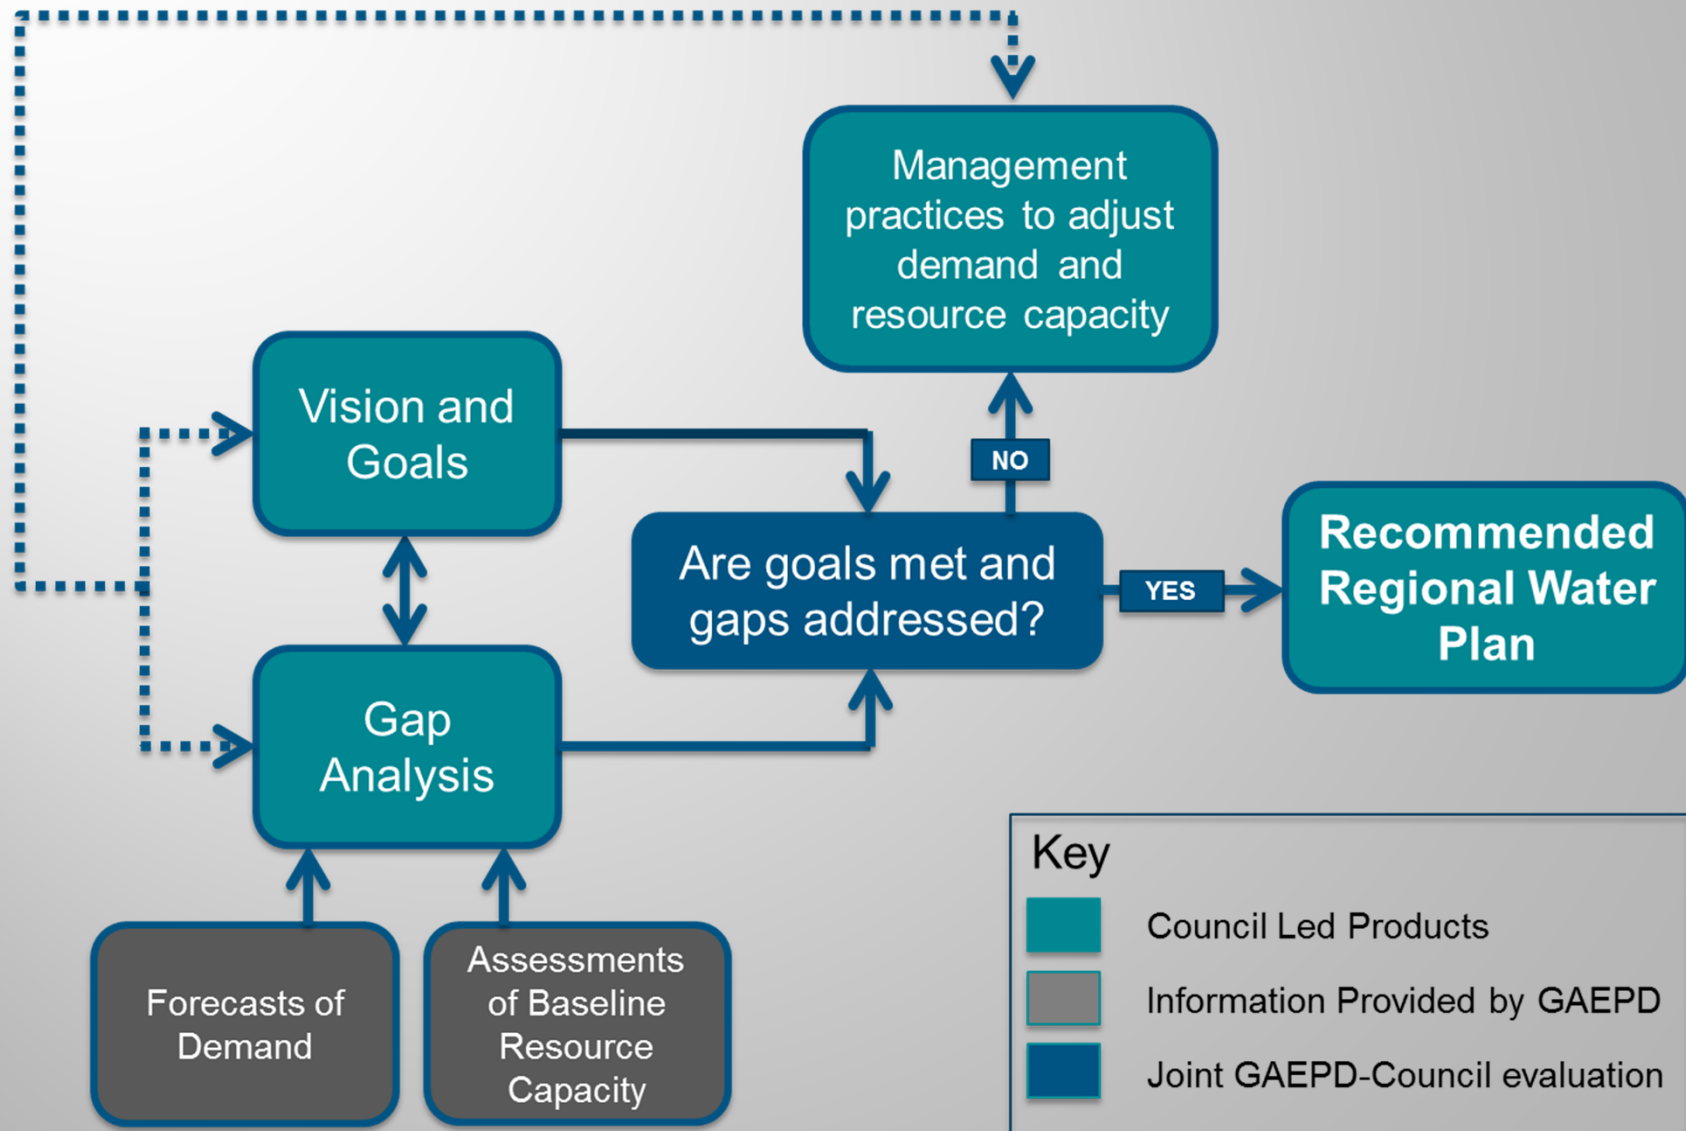 Management
practices to adjust
demand and
resource capacity
Vision and
Goals
NO
Are goals met and
gaps addressed?
YES
Recommended
Regional Water
Plan
Gap
Analysis
Forecasts of
Demand
Assessments
of Baseline
Resource
Capacity
Key
Council Led Products
Information Provided by GAEPD
Joint GAEPD-Council evaluation